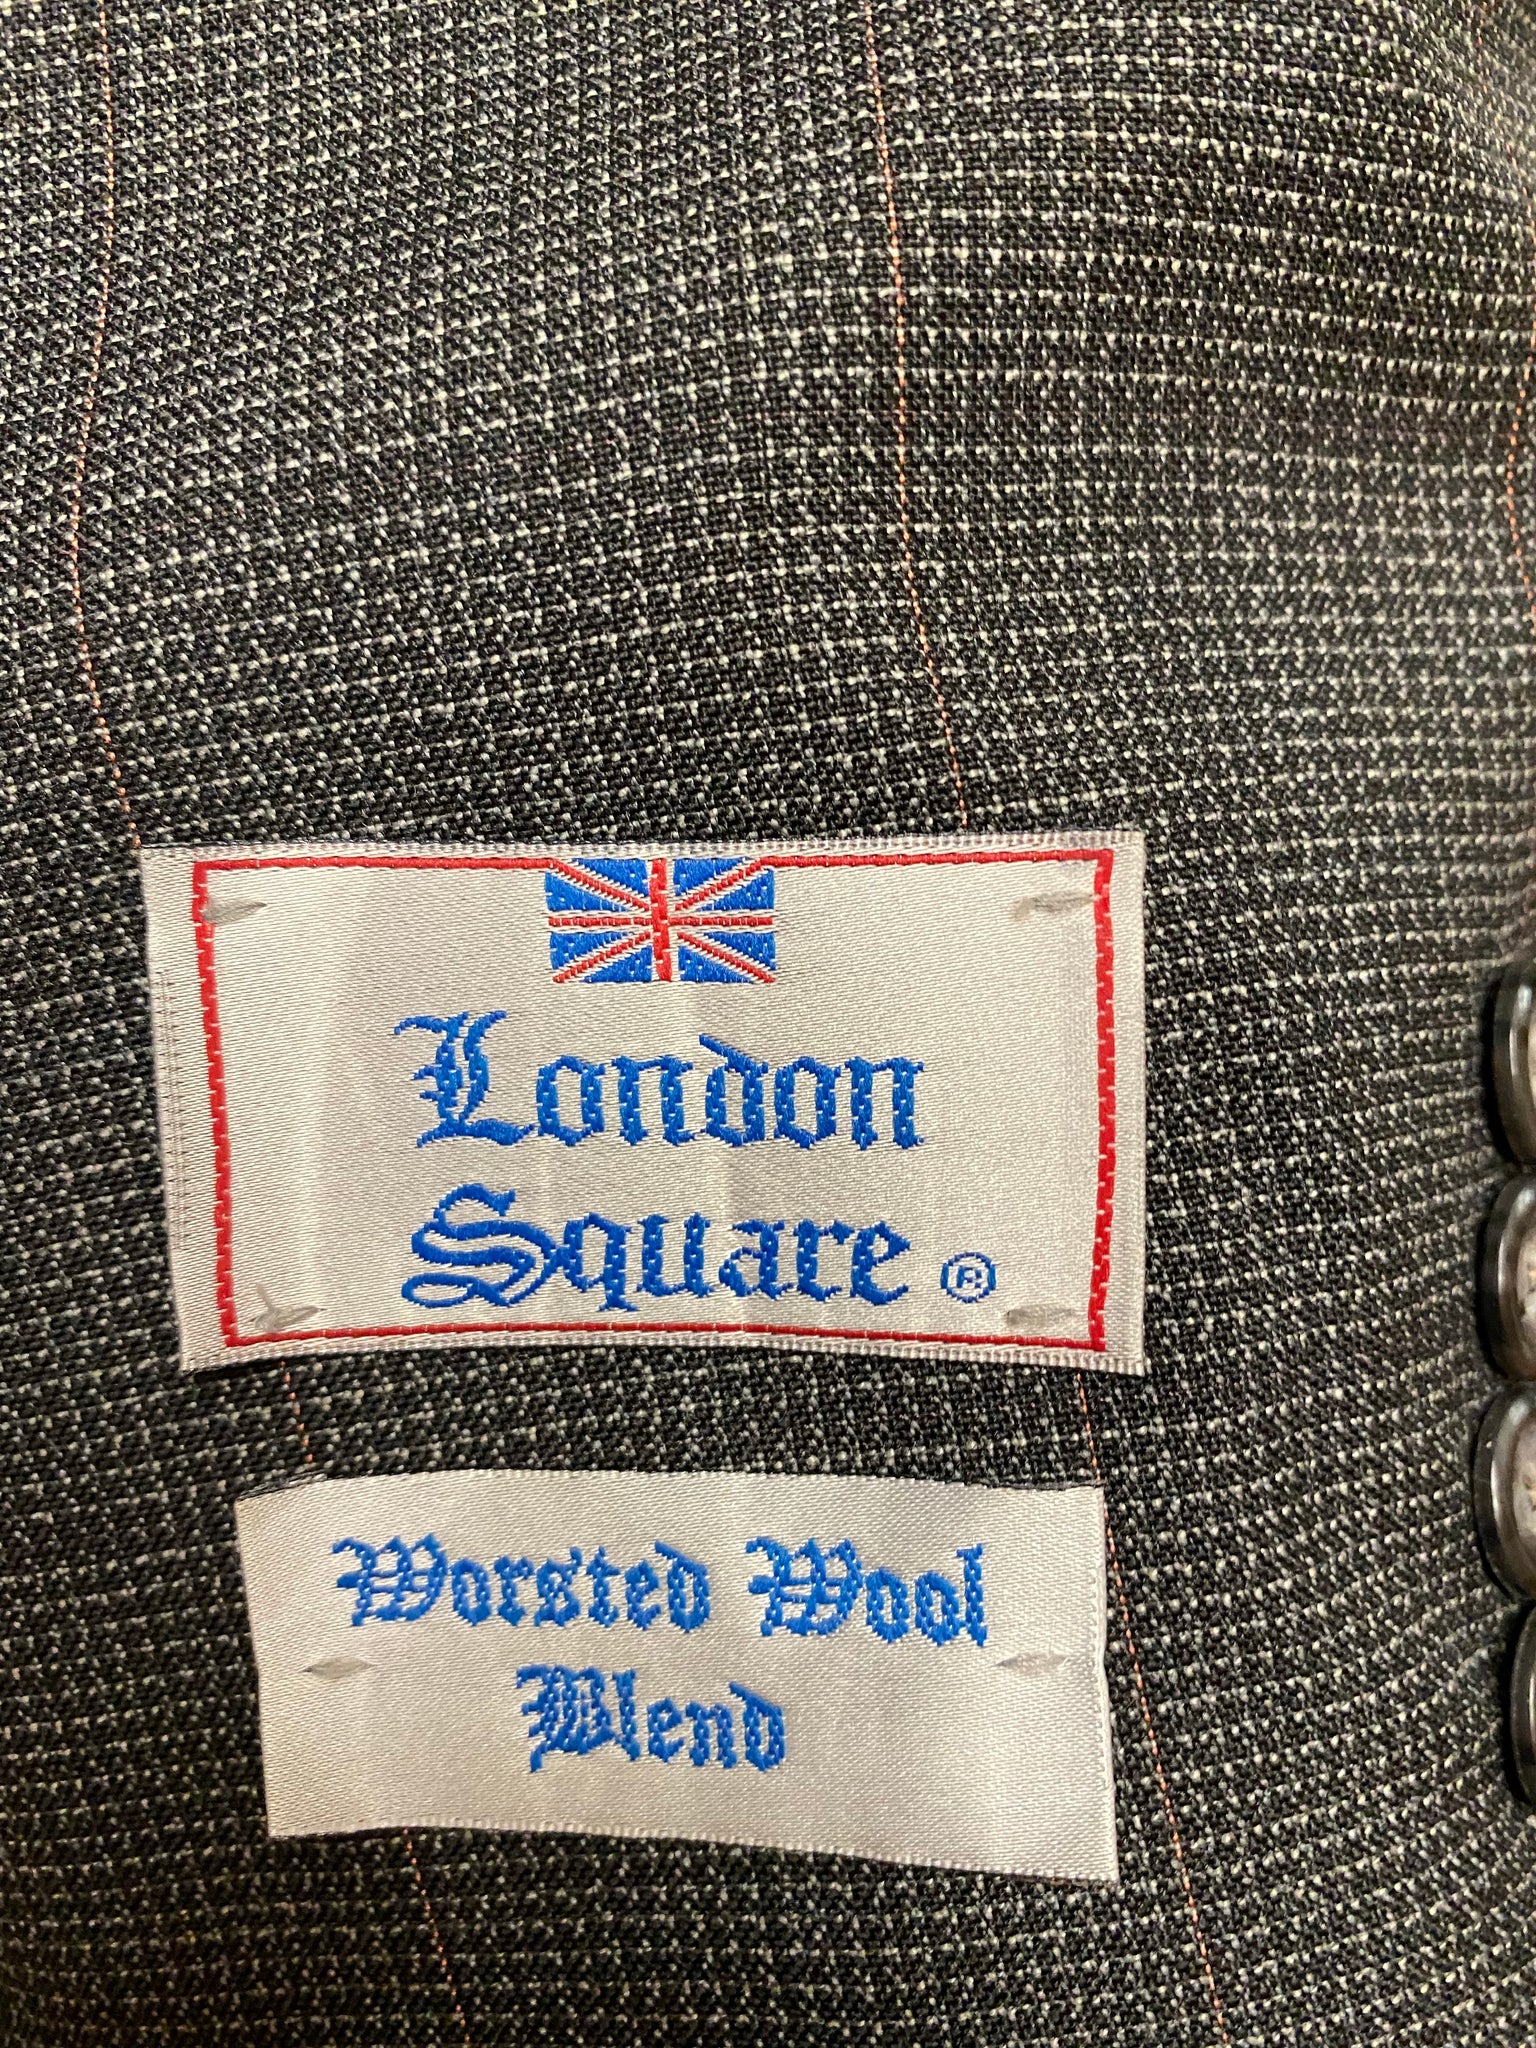 London
Square ®
Worsted Wool
Blend